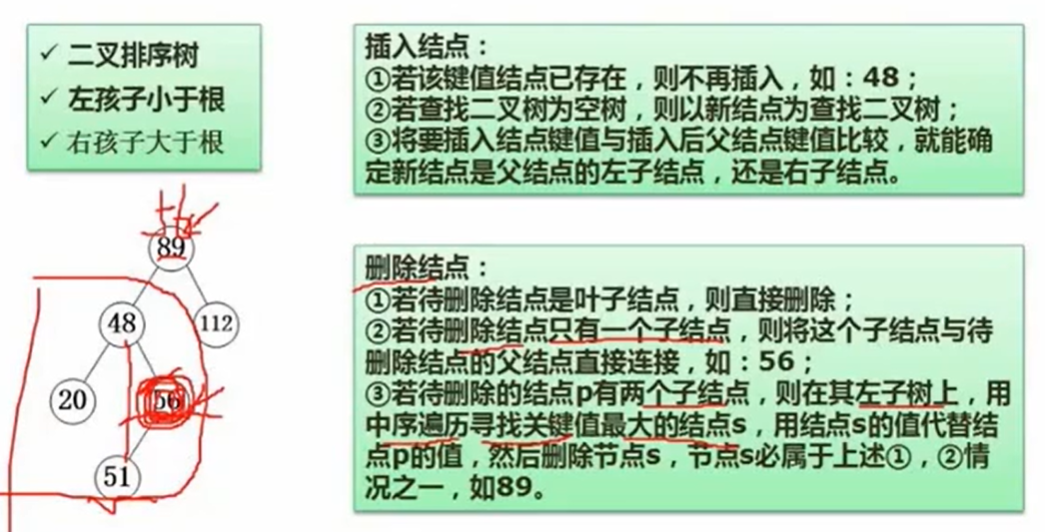 ✓ 二叉排序树
✓ 左孩子小于根
✓ 右孩子大于根
插入结点：
①若该键值结点已存在，则不再插入，如：48；
②若查找二叉树为空树，则以新结点为查找二叉树；
③将要插入结点键值与插入后父结点键值比较，就能确
定新结点是父结点的左子结点，还是右子结点。
89
48
112
20
56
51
删除结点：
①若待删除结点是叶子结点，则直接删除；
②若待删除结点只有一个子结点，则将这个子结点与待
删除结点的父结点直接连接，如：56；
③若待删除的结点p有两个子结点，则在其左子树上，用
中序遍历寻找关键值最大的结点s，用结点s的值代替结
点p的值，然后删除节点s，节点s必属于上述①，②情
况之一，如89。